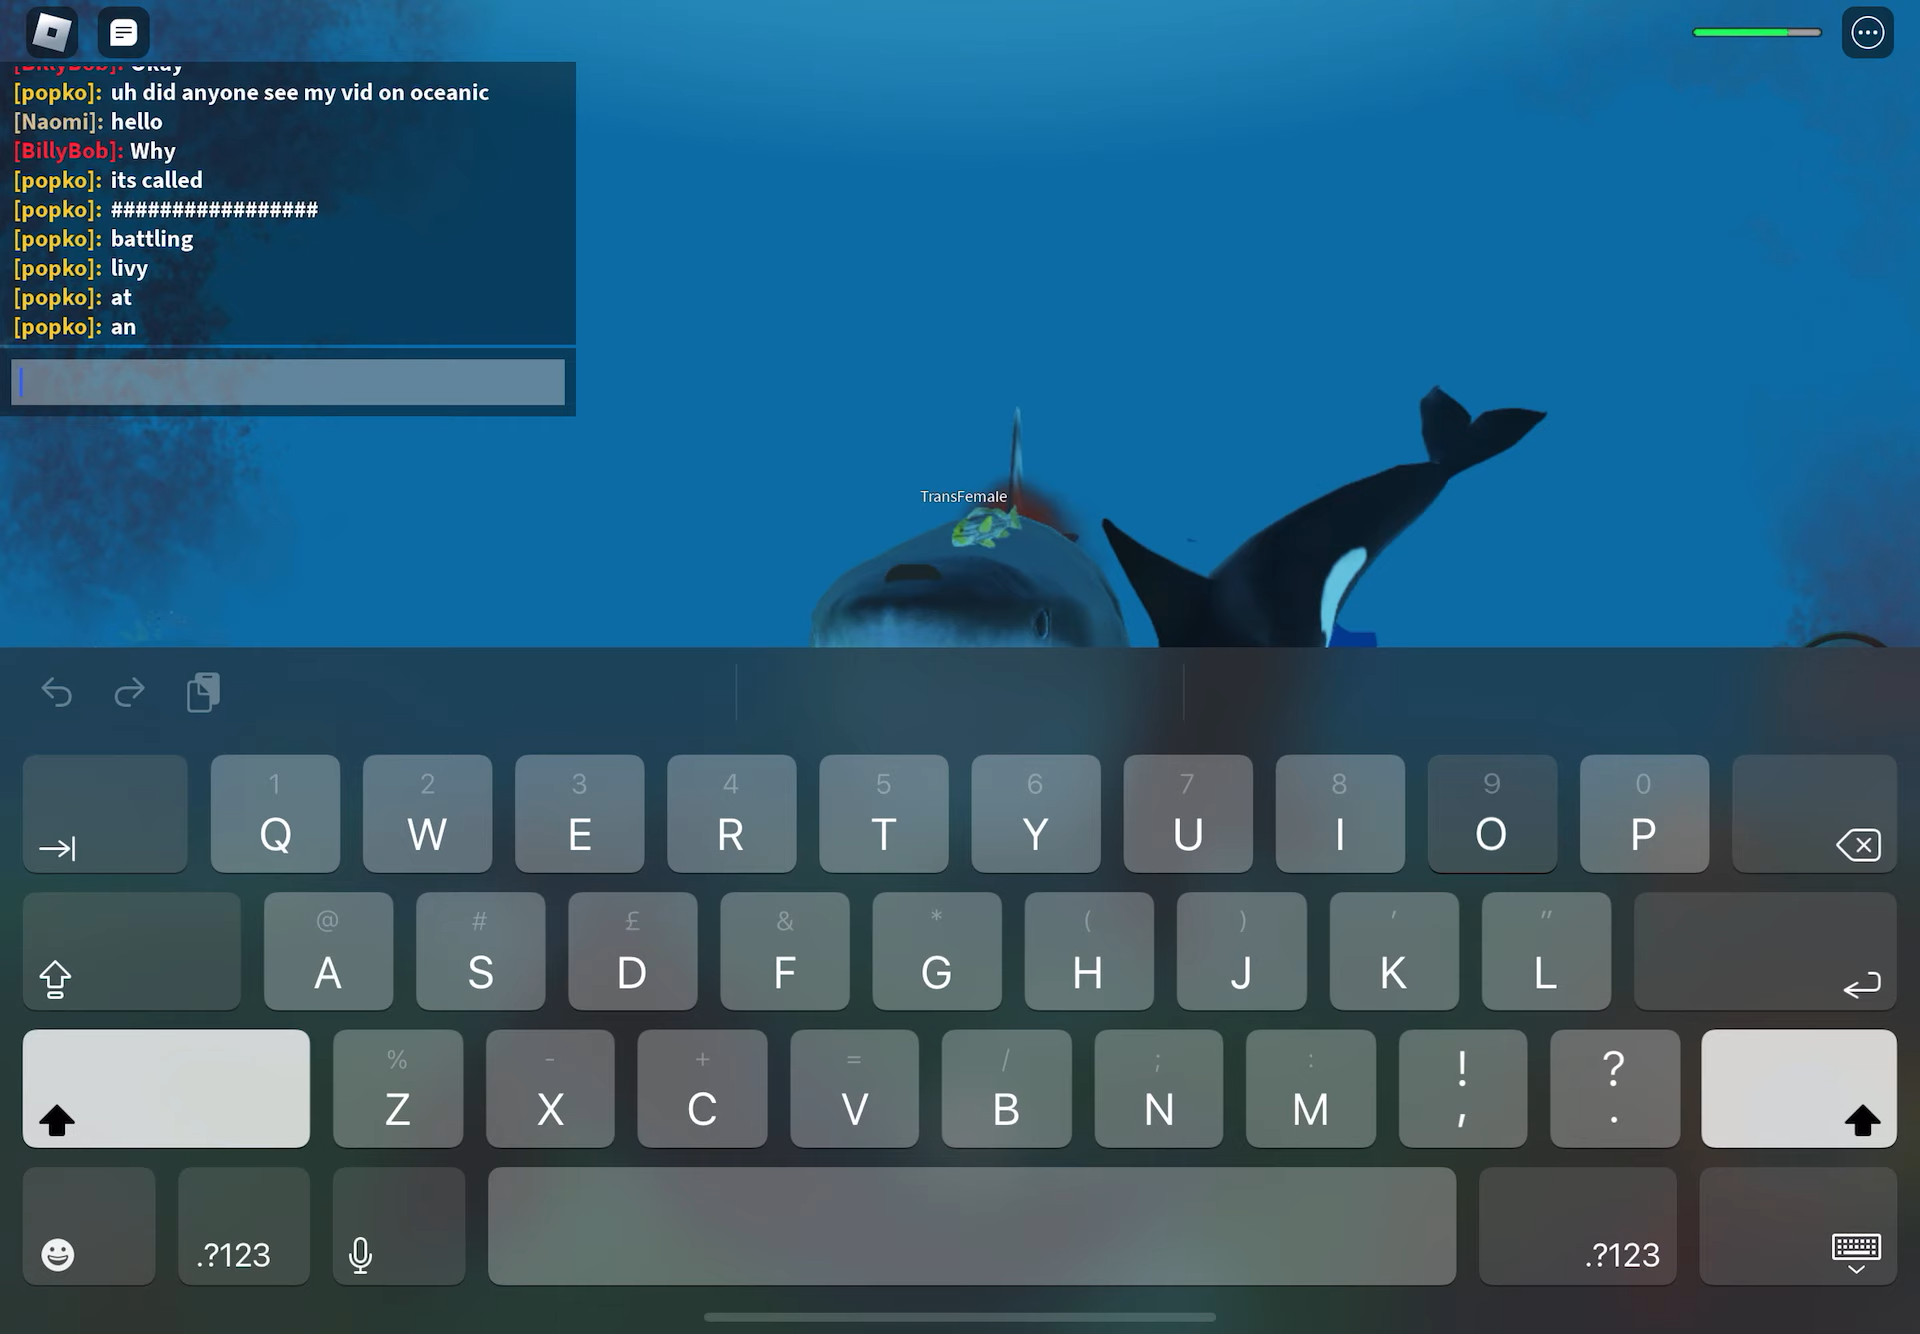 [BillyBob]: Okay
[popko]: uh did anyone see my vid on oceanic
[Naomi]: hello
[BillyBob]: Why
[popko]: its called
[popko]: #################
[popko]: battling
[popko]: livy
[popko]: at
[popko]: an
TransFemale
1 2 3 4 5 6 7 8 9 0
Q W E R T Y U I O P
@ # £ & * ( ) ' "
A S D F G H J K L
% - + = / ; : ! ?
Z X C V B N M , .
.?123 .?123